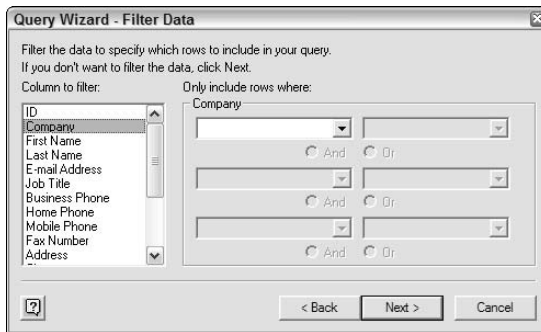 Query Wizard - Filter Data
Filter the data to specify which rows to include in your query.
If you don't want to filter the data, click Next.
Column to filter:
Only include rows where:
ID
Company
First Name
Last Name
E-mail Address
Job Title
Business Phone
Home Phone
Mobile Phone
Fax Number
Address
Company
And Or
And Or
And Or
?
< Back Next > Cancel